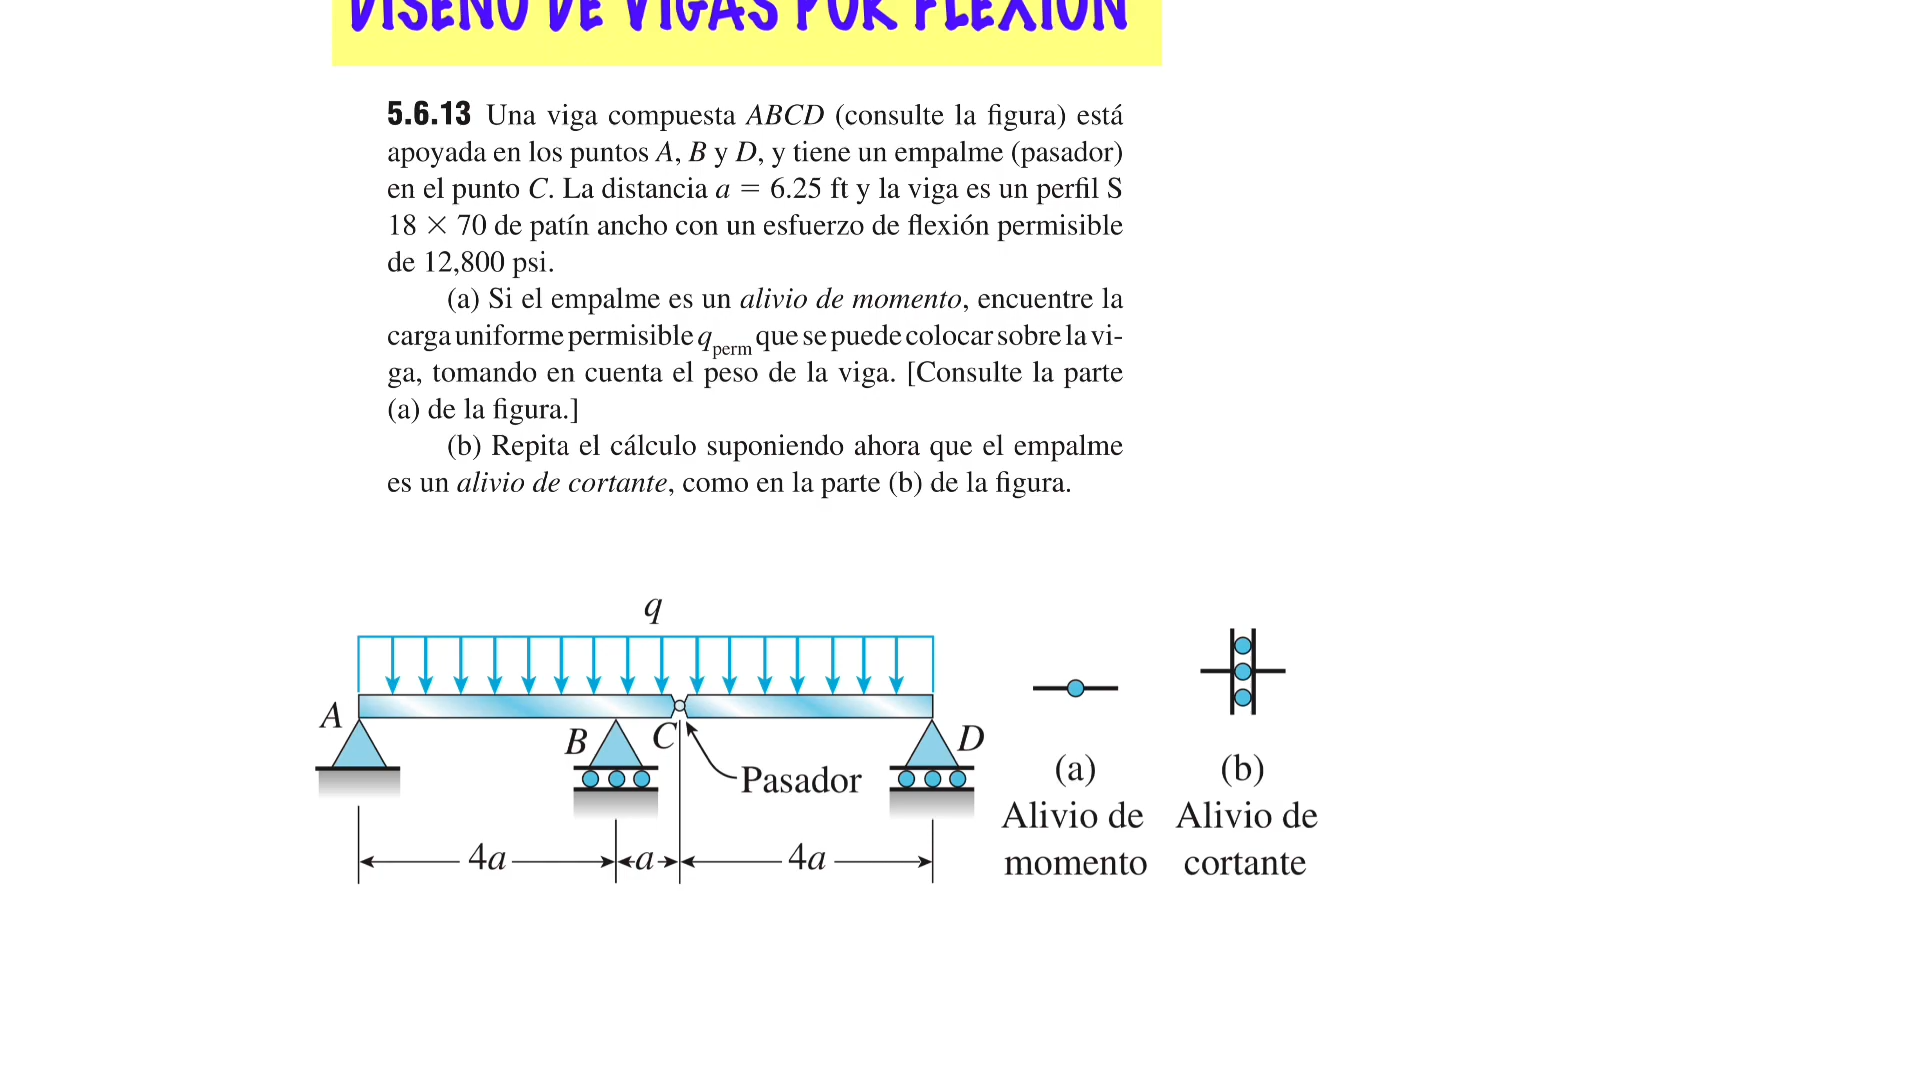 DISEÑO DE VIGAS POR FLEXIÓN
5.6.13 Una viga compuesta ABCD (consulte la figura) está
apoyada en los puntos A, B y D, y tiene un empalme (pasador)
en el punto C. La distancia a = 6.25 ft y la viga es un perfil S
18 × 70 de patín ancho con un esfuerzo de flexión permisible
de 12,800 psi.
(a) Si el empalme es un alivio de momento, encuentre la
carga uniforme permisible q_perm que se puede colocar sobre la vi-
ga, tomando en cuenta el peso de la viga. [Consulte la parte
(a) de la figura.]
(b) Repita el cálculo suponiendo ahora que el empalme
es un alivio de cortante, como en la parte (b) de la figura.
q
A
B
C
D
Pasador
4a
a
4a
(a)
Alivio de
momento
(b)
Alivio de
cortante